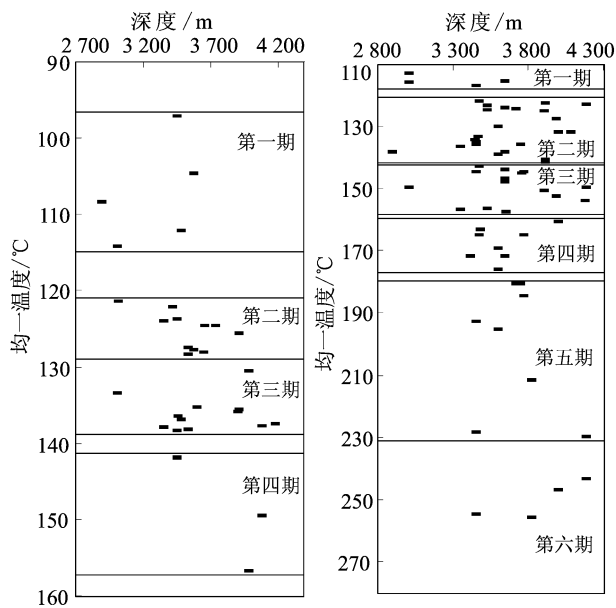 深度/m
2 700 3 200 3 700 4 200
90
100
110
120
130
140
150
160
均一温度/℃
第一期
第二期
第三期
第四期
深度/m
2 800 3 300 3 800 4 300
110
130
150
170
190
210
230
250
270
均一温度/℃
第一期
第二期
第三期
第四期
第五期
第六期